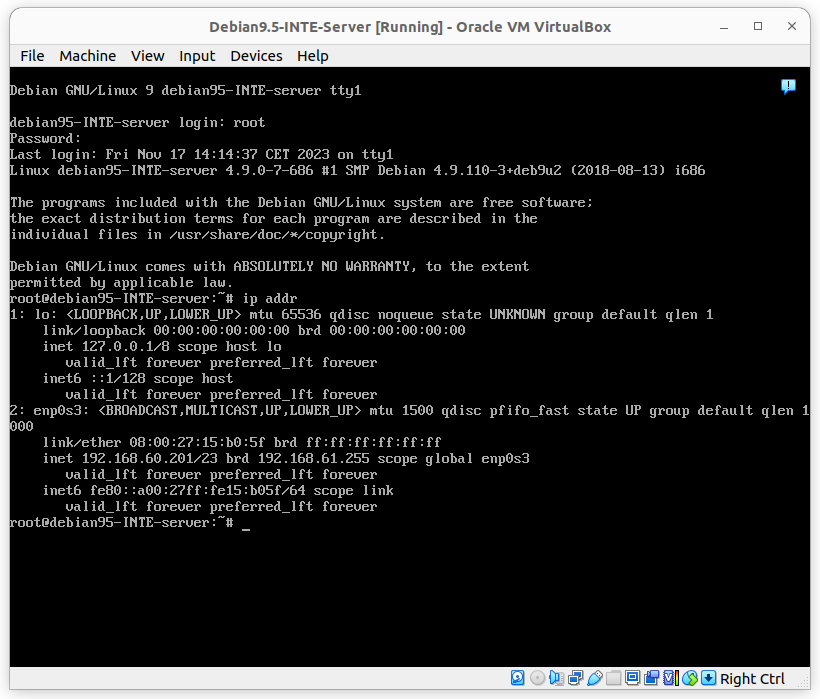 Debian9.5-INTE-Server [Running] - Oracle VM VirtualBox
File Machine View Input Devices Help
Debian GNU/Linux 9 debian95-INTE-server tty1
debian95-INTE-server login: root
Password:
Last login: Fri Nov 17 14:14:37 CET 2023 on tty1
Linux debian95-INTE-server 4.9.0-7-686 #1 SMP Debian 4.9.110-3+deb9u2 (2018-08-13) i686
The programs included with the Debian GNU/Linux system are free software;
the exact distribution terms for each program are described in the
individual files in /usr/share/doc/*/copyright.
Debian GNU/Linux comes with ABSOLUTELY NO WARRANTY, to the extent
permitted by applicable law.
root@debian95-INTE-server:~# ip addr
1: lo: <LOOPBACK,UP,LOWER_UP> mtu 65536 qdisc noqueue state UNKNOWN group default qlen 1
link/loopback 00:00:00:00:00:00 brd 00:00:00:00:00:00
inet 127.0.0.1/8 scope host lo
valid_lft forever preferred_lft forever
inet6 ::1/128 scope host
valid_lft forever preferred_lft forever
2: enp0s3: <BROADCAST,MULTICAST,UP,LOWER_UP> mtu 1500 qdisc pfifo_fast state UP group default qlen 1
000
link/ether 08:00:27:15:b0:5f brd ff:ff:ff:ff:ff:ff
inet 192.168.60.201/23 brd 192.168.61.255 scope global enp0s3
valid_lft forever preferred_lft forever
inet6 fe80::a00:27ff:fe15:b05f/64 scope link
valid_lft forever preferred_lft forever
root@debian95-INTE-server:~# _
Right Ctrl